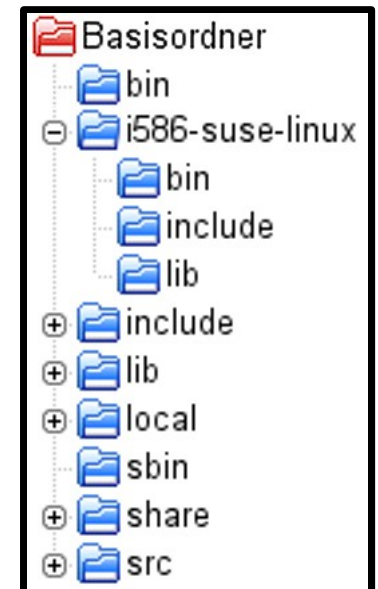 Basisordner
bin
i586-suse-linux
bin
include
lib
include
lib
local
sbin
share
src